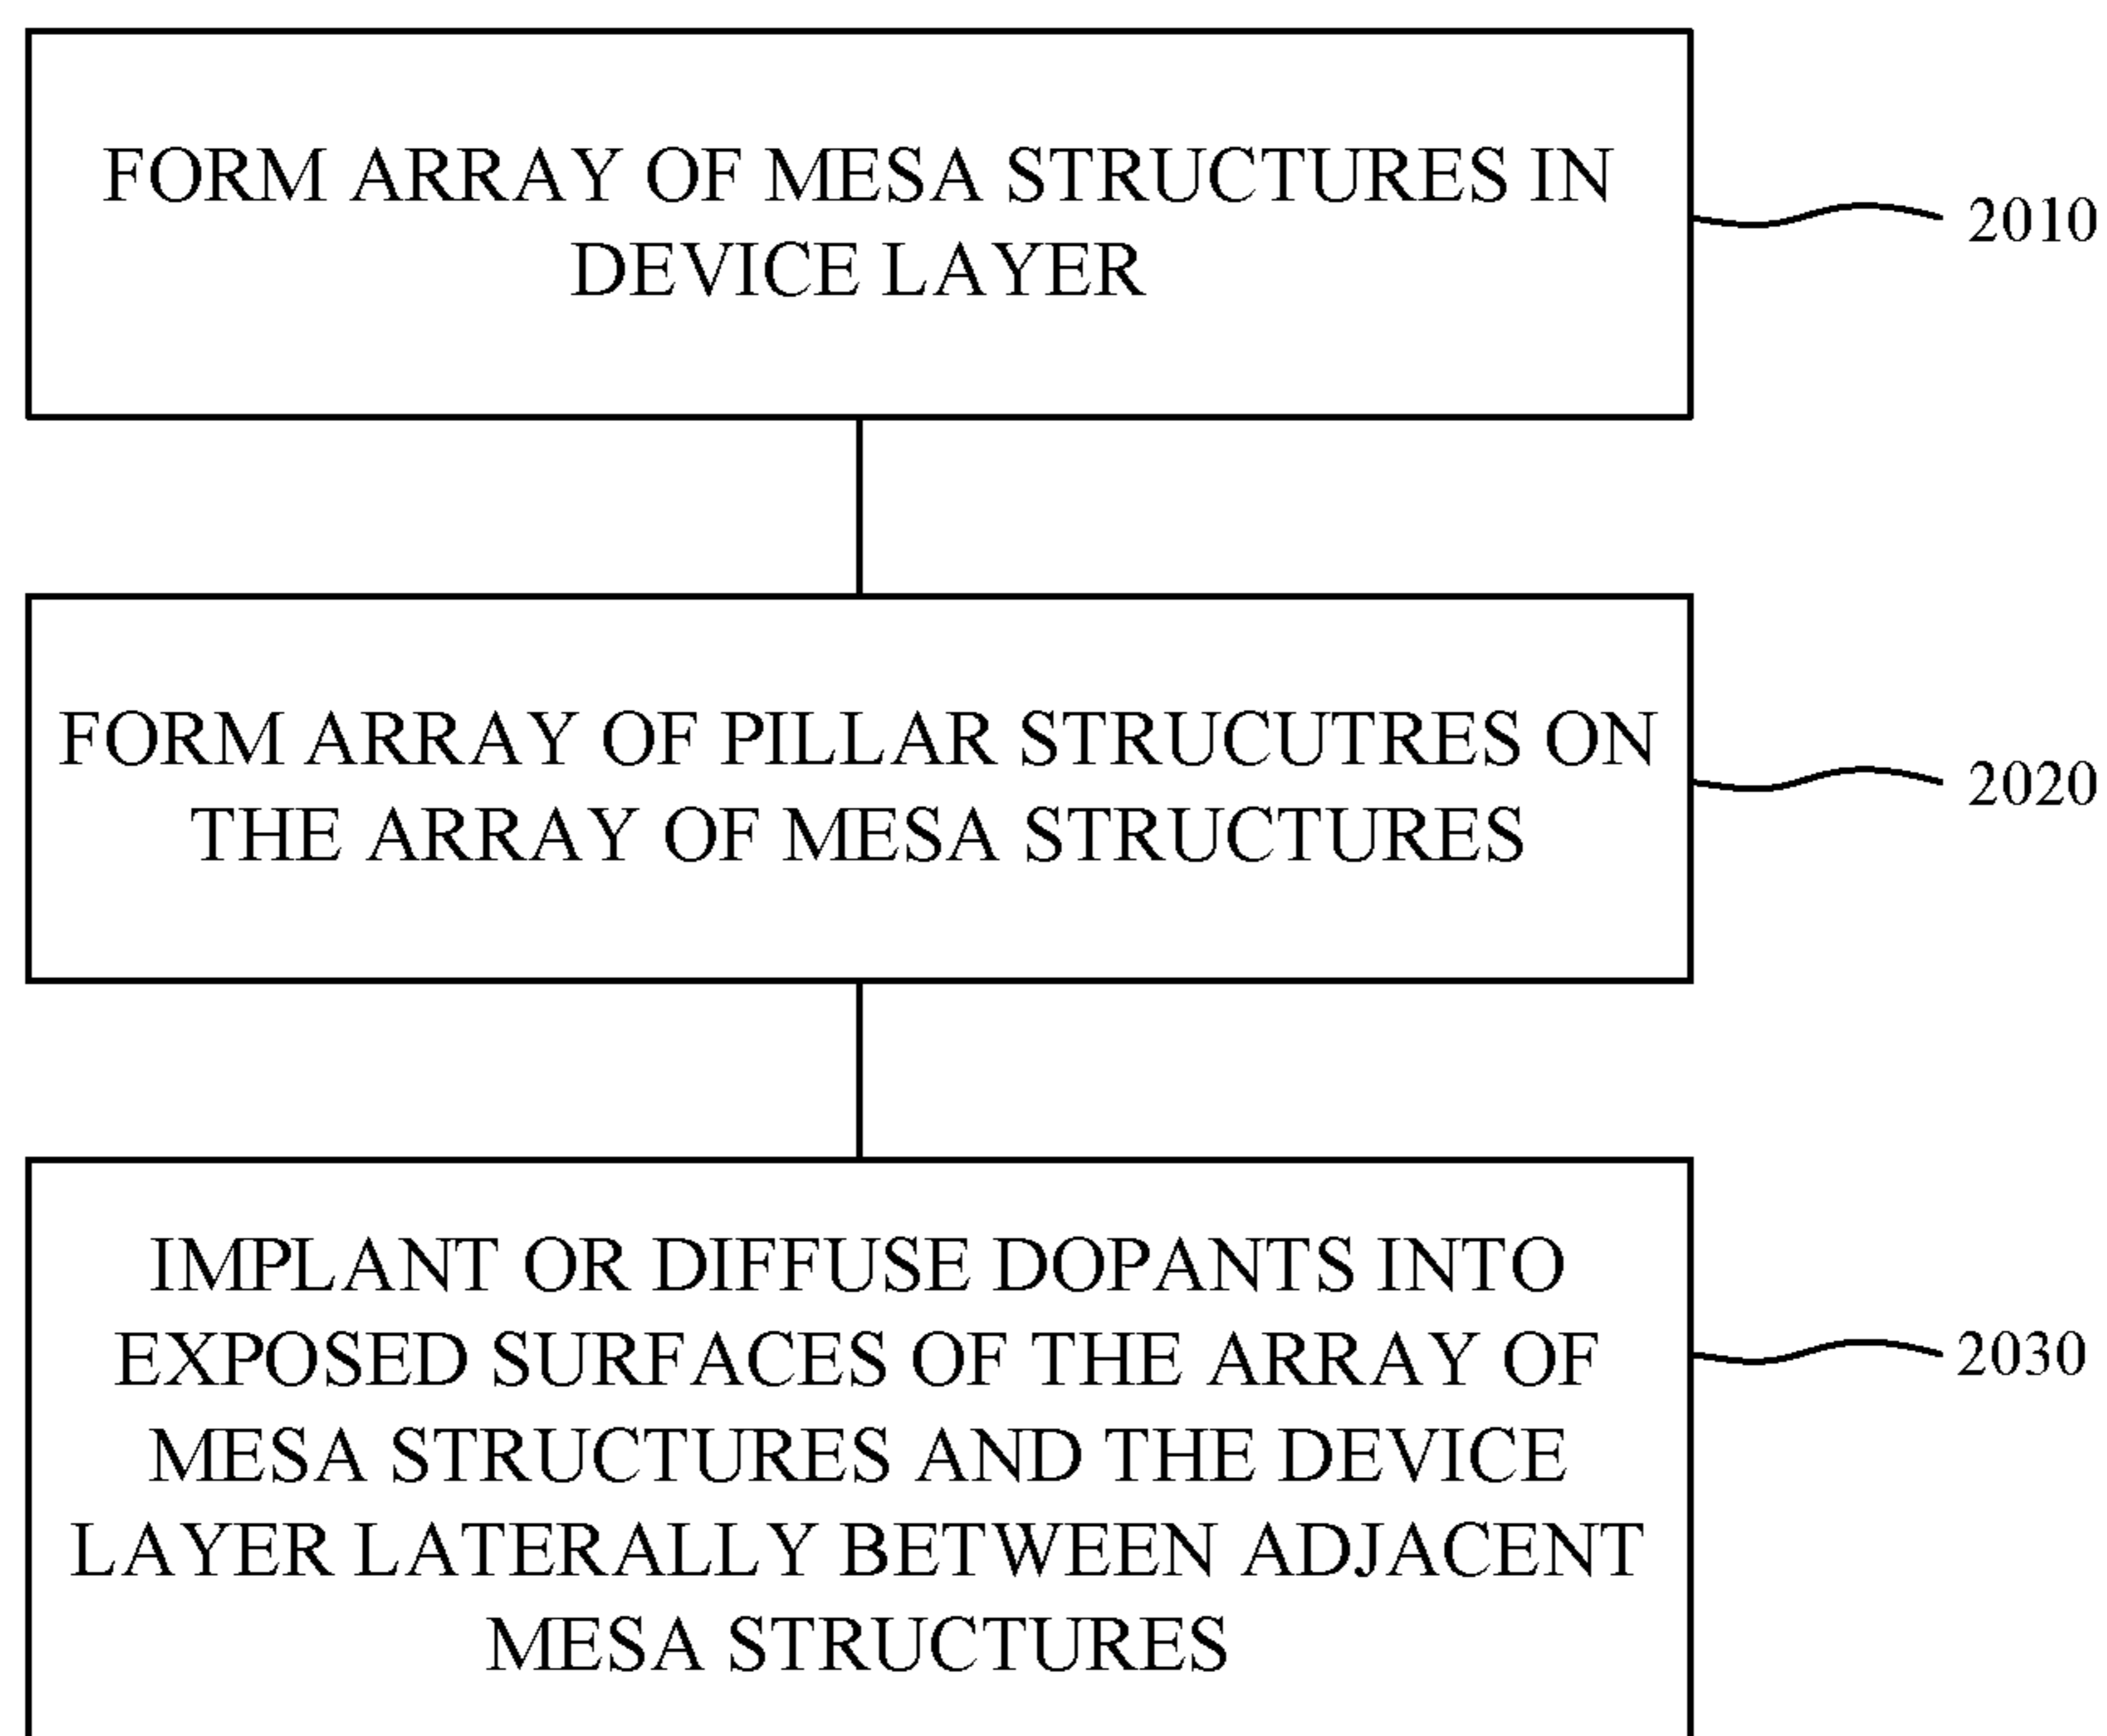 FORM ARRAY OF MESA STRUCTURES IN
DEVICE LAYER
2010
FORM ARRAY OF PILLAR STRUCUTRES ON
THE ARRAY OF MESA STRUCTURES
2020
IMPLANT OR DIFFUSE DOPANTS INTO
EXPOSED SURFACES OF THE ARRAY OF
MESA STRUCTURES AND THE DEVICE
LAYER LATERALLY BETWEEN ADJACENT
MESA STRUCTURES
2030